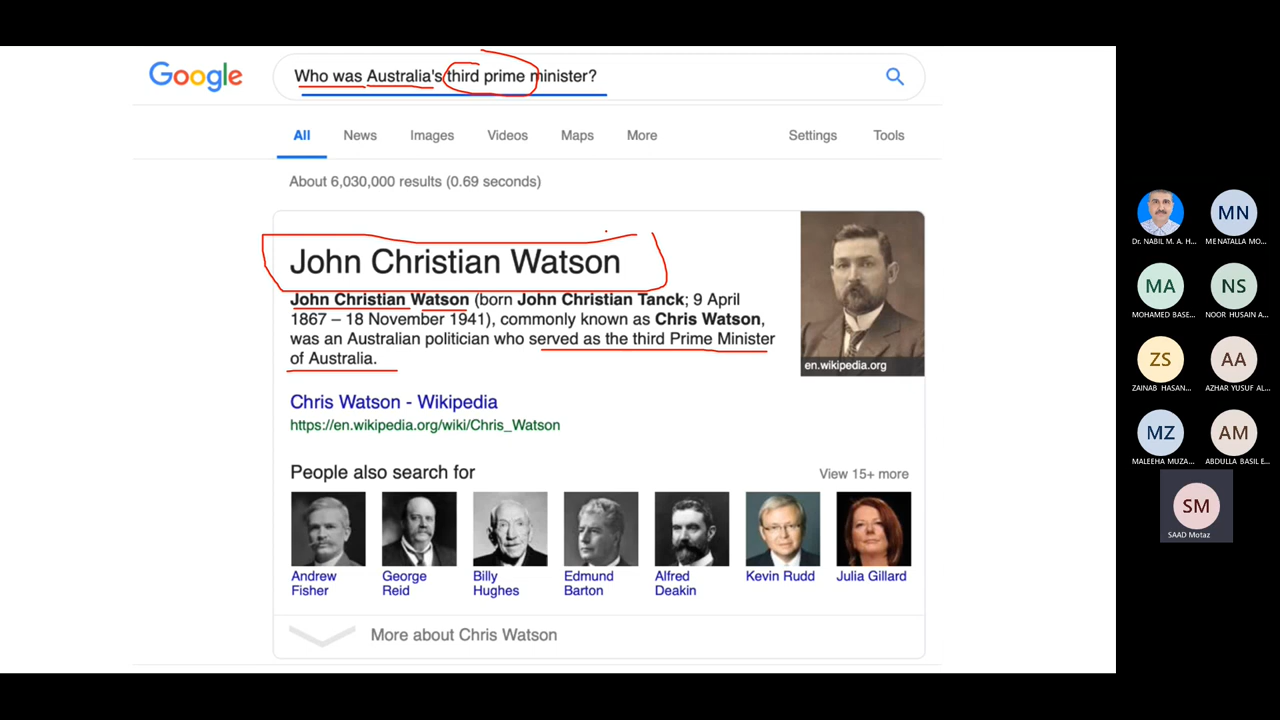 Google
Who was Australia's third prime minister?
All News Images Videos Maps More Settings Tools
About 6,030,000 results (0.69 seconds)
John Christian Watson
John Christian Watson (born John Christian Tanck; 9 April
1867 – 18 November 1941), commonly known as Chris Watson,
was an Australian politician who served as the third Prime Minister
of Australia.
en.wikipedia.org
Chris Watson - Wikipedia
https://en.wikipedia.org/wiki/Chris_Watson
People also search for
View 15+ more
Andrew Fisher
George Reid
Billy Hughes
Edmund Barton
Alfred Deakin
Kevin Rudd
Julia Gillard
More about Chris Watson
Dr. NABIL M. A. H...
MN
MENATALLA MO...
MA
MOHAMED BASE...
NS
NOOR HUSAIN A...
ZS
ZAINAB HASAN...
AA
AZHAR YUSUF AL...
MZ
MALEEHA MUZA...
AM
ABDULLA BASIL E...
SM
SAAD Motaz